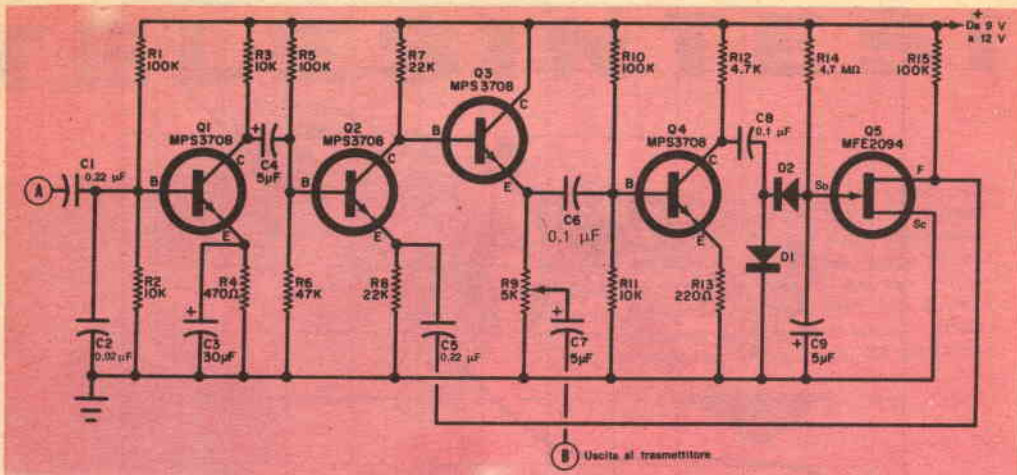 +
Da 9 V
a 12 V
R1
100K
R3
10K
R5
100K
R7
22K
Q3
MPS3708
R10
100K
R12
4.7K
R14
4,7 MΩ
R15
100K
Q1
MPS3708
Q2
MPS3708
Q4
MPS3708
Q5
MFE2094
C
+
C4
5µF
C
B
C
E
C
C8
0.1 µF
D2
F
A
C1
0.22 µF
B
B
B
So
Sc
E
E
C6
0.1 µF
E
D1
R2
10K
R4
470Ω
R6
47K
R8
22K
R9
5K
R11
10K
R13
220Ω
C2
0.02µF
+
C3
30µF
C5
0.22 µF
+
C7
5µF
C9
+
5µF
B
Uscita al trasmettitore